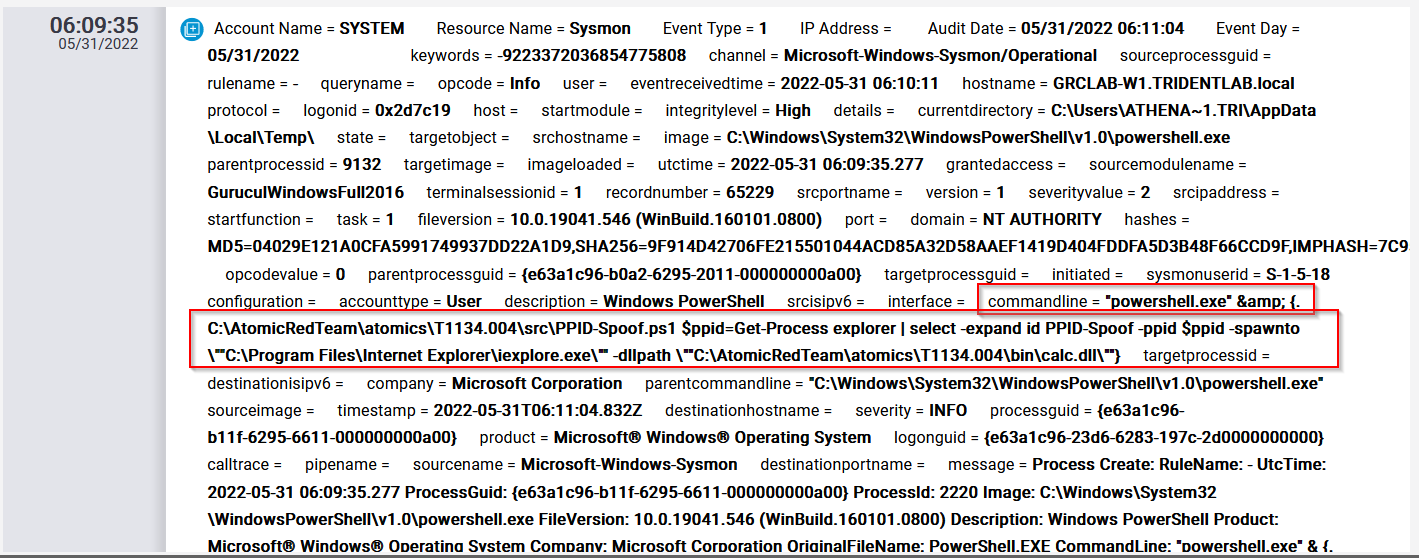 06:09:35
05/31/2022
Account Name = SYSTEM Resource Name = Sysmon Event Type = 1 IP Address = Audit Date = 05/31/2022 06:11:04 Event Day =
05/31/2022 keywords = -9223372036854775808 channel = Microsoft-Windows-Sysmon/Operational sourceprocessguid =
rulename = - queryname = opcode = Info user = eventreceivedtime = 2022-05-31 06:10:11 hostname = GRCLAB-W1.TRIDENTLAB.local
protocol = logonid = 0x2d7c19 host = startmodule = integritylevel = High details = currentdirectory = C:\Users\ATHENA~1.TRI\AppData
\Local\Temp\ state = targetobject = srchostname = image = C:\Windows\System32\WindowsPowerShell\v1.0\powershell.exe
parentprocessid = 9132 targetimage = imageloaded = utctime = 2022-05-31 06:09:35.277 grantedaccess = sourcemodulename =
GuruculWindowsFull2016 terminalsessionid = 1 recordnumber = 65229 srcportname = version = 1 severityvalue = 2 srcipaddress =
startfunction = task = 1 fileversion = 10.0.19041.546 (WinBuild.160101.0800) port = domain = NT AUTHORITY hashes =
MD5=04029E121A0CFA5991749937DD22A1D9,SHA256=9F914D42706FE215501044ACD85A32D58AAEF1419D404FDDFA5D3B48F66CCD9F,IMPHASH=7C9
opcodevalue = 0 parentprocessguid = {e63a1c96-b0a2-6295-2011-000000000a00} targetprocessguid = initiated = sysmonuserid = S-1-5-18
configuration = accounttype = User description = Windows PowerShell srcisipv6 = interface = commandline = "powershell.exe" &amp; {.
C:\AtomicRedTeam\atomics\T1134.004\src\PPID-Spoof.ps1 $ppid=Get-Process explorer | select -expand id PPID-Spoof -ppid $ppid -spawnto
\""C:\Program Files\Internet Explorer\iexplore.exe\"" -dllpath \""C:\AtomicRedTeam\atomics\T1134.004\bin\calc.dll\""} targetprocessid =
destinationisipv6 = company = Microsoft Corporation parentcommandline = "C:\Windows\System32\WindowsPowerShell\v1.0\powershell.exe"
sourceimage = timestamp = 2022-05-31T06:11:04.832Z destinationhostname = severity = INFO processguid = {e63a1c96-
b11f-6295-6611-000000000a00} product = Microsoft® Windows® Operating System logonguid = {e63a1c96-23d6-6283-197c-2d0000000000}
calltrace = pipename = sourcename = Microsoft-Windows-Sysmon destinationportname = message = Process Create: RuleName: - UtcTime:
2022-05-31 06:09:35.277 ProcessGuid: {e63a1c96-b11f-6295-6611-000000000a00} ProcessId: 2220 Image: C:\Windows\System32
\WindowsPowerShell\v1.0\powershell.exe FileVersion: 10.0.19041.546 (WinBuild.160101.0800) Description: Windows PowerShell Product:
Microsoft® Windows® Operating System Company: Microsoft Corporation OriginalFileName: PowerShell.EXE CommandLine: "powershell.exe" & {.